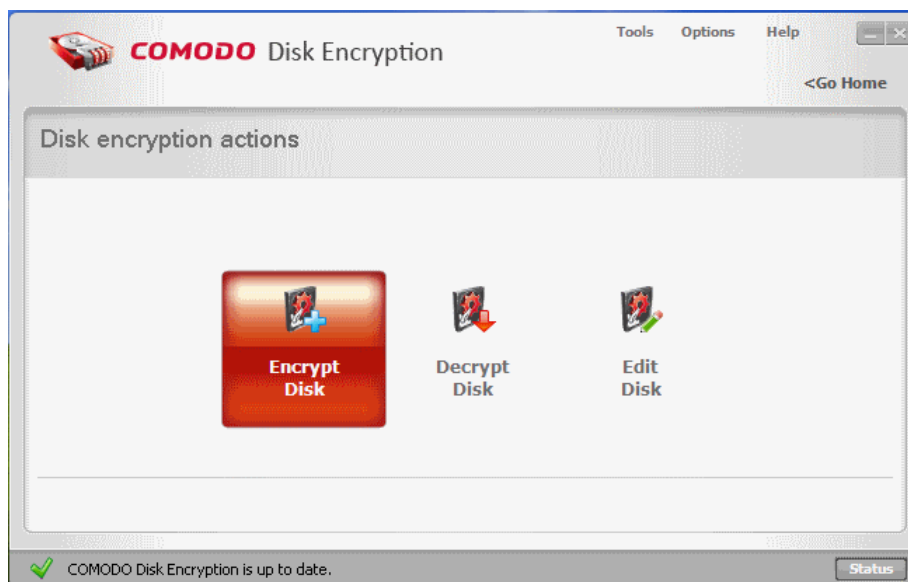 COMODO Disk Encryption
Tools Options Help
<Go Home
Disk encryption actions
Encrypt
Disk
Decrypt
Disk
Edit
Disk
COMODO Disk Encryption is up to date.
Status